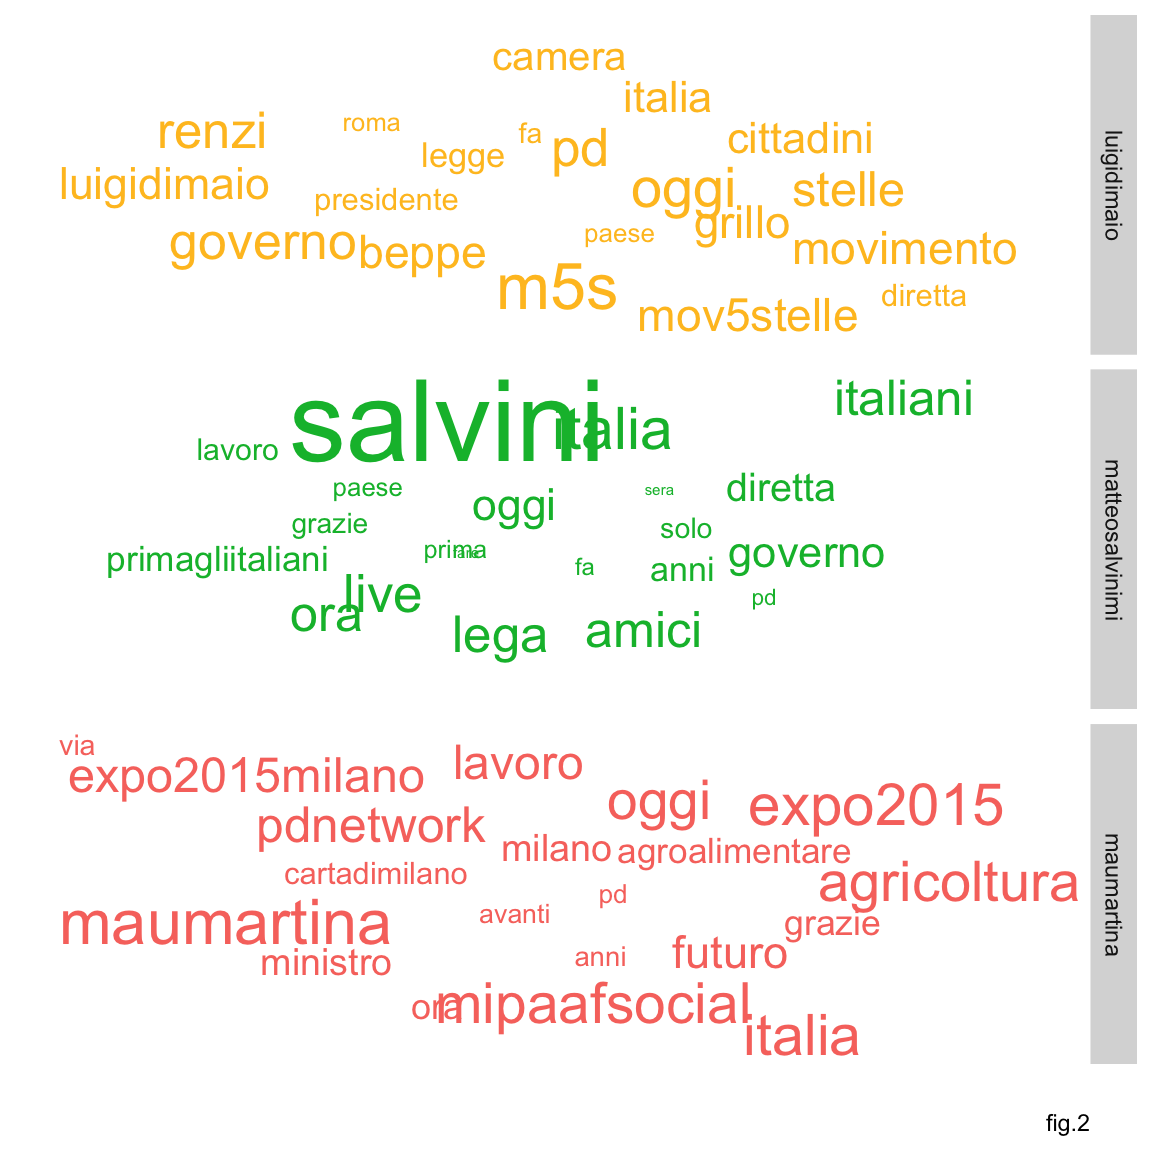 camera
italia
renzi
roma
fa
cittadini
legge
pd
luigidimaio
presidente
oggi
stelle
grillo
paese
governo
beppe
movimento
m5s
diretta
mov5stelle
luigidimaio
salvini
italiani
italia
lavoro
paese
sera
diretta
oggi
grazie
solo
primagliitaliani
prima
governo
fa
anni
live
pd
ora
lega
amici
matteosalvinimi
via
expo2015milano
lavoro
oggi
expo2015
pdnetwork
milano
agroalimentare
cartadimilano
agricoltura
pd
maumartina
avanti
grazie
ministro
anni
futuro
ora
mipaafsocial
italia
maumartina
fig.2